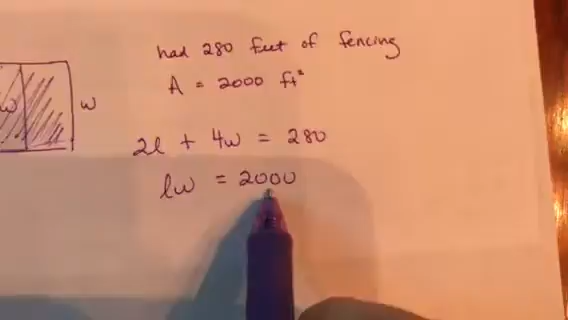 had 280 feet of fencing
A = 2000 ft²
w w
2l + 4w = 280
lw = 2000